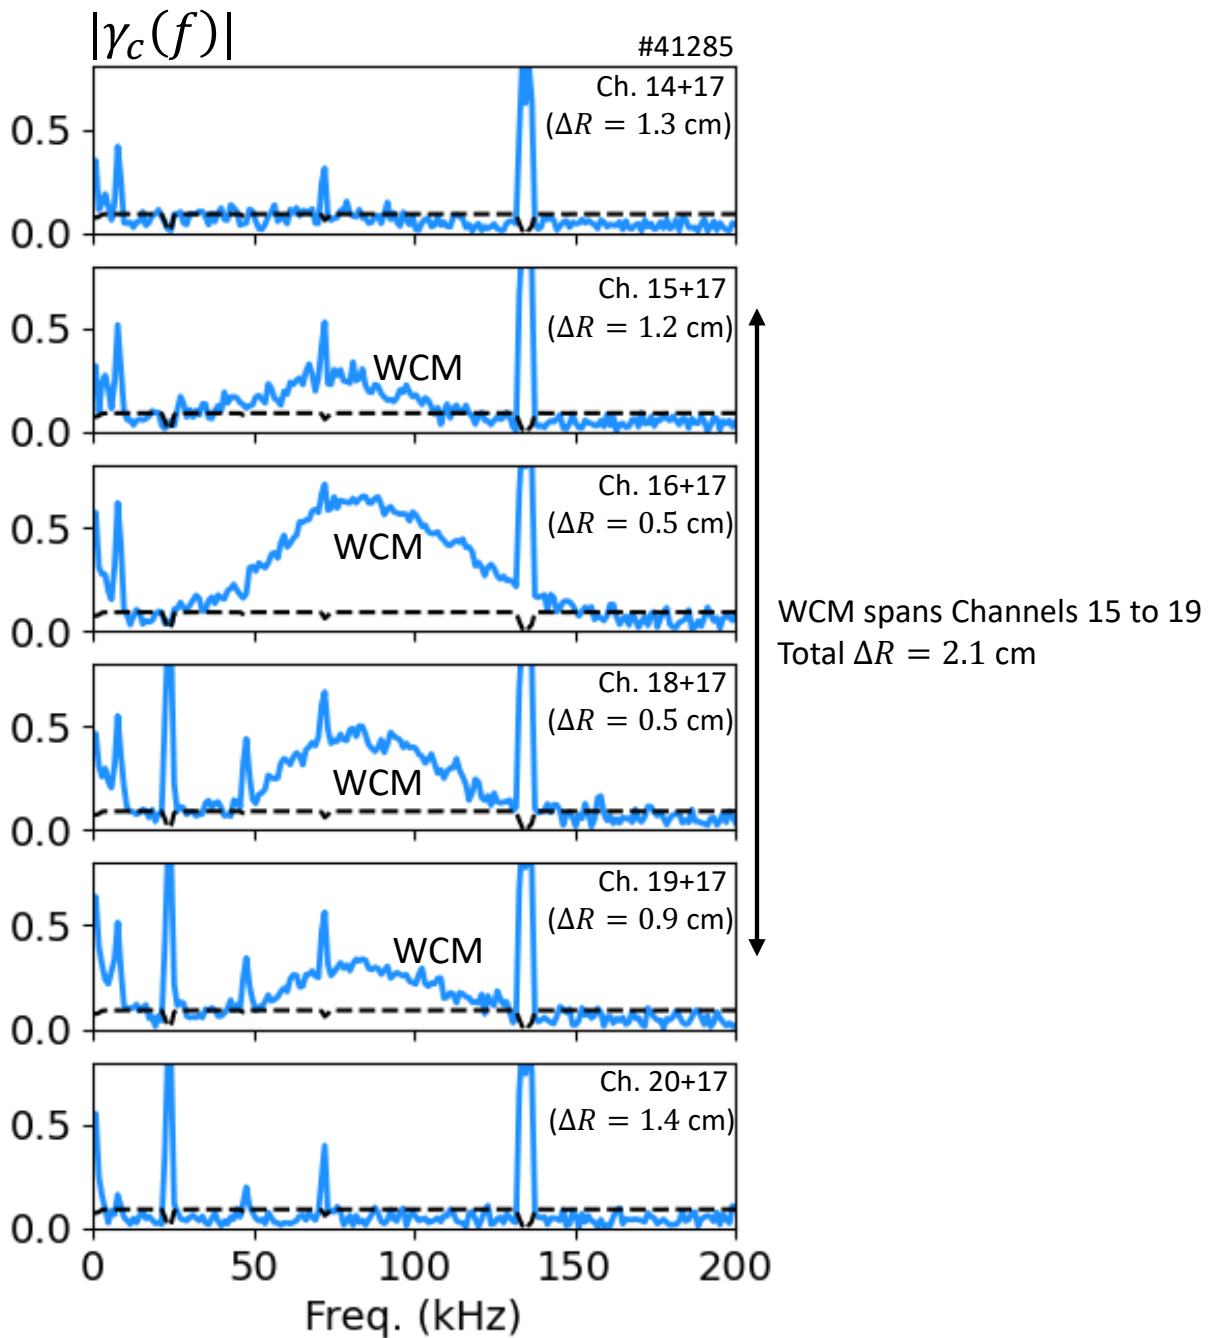 |γ_c(f)|
#41285
Ch. 14+17
(ΔR = 1.3 cm)
0.5
0.0
Ch. 15+17
(ΔR = 1.2 cm)
WCM
0.5
0.0
Ch. 16+17
(ΔR = 0.5 cm)
WCM
0.5
0.0
Ch. 18+17
(ΔR = 0.5 cm)
WCM
0.5
0.0
Ch. 19+17
(ΔR = 0.9 cm)
WCM
0.5
0.0
Ch. 20+17
(ΔR = 1.4 cm)
0.5
0.0
0 50 100 150 200
Freq. (kHz)
WCM spans Channels 15 to 19
Total ΔR = 2.1 cm